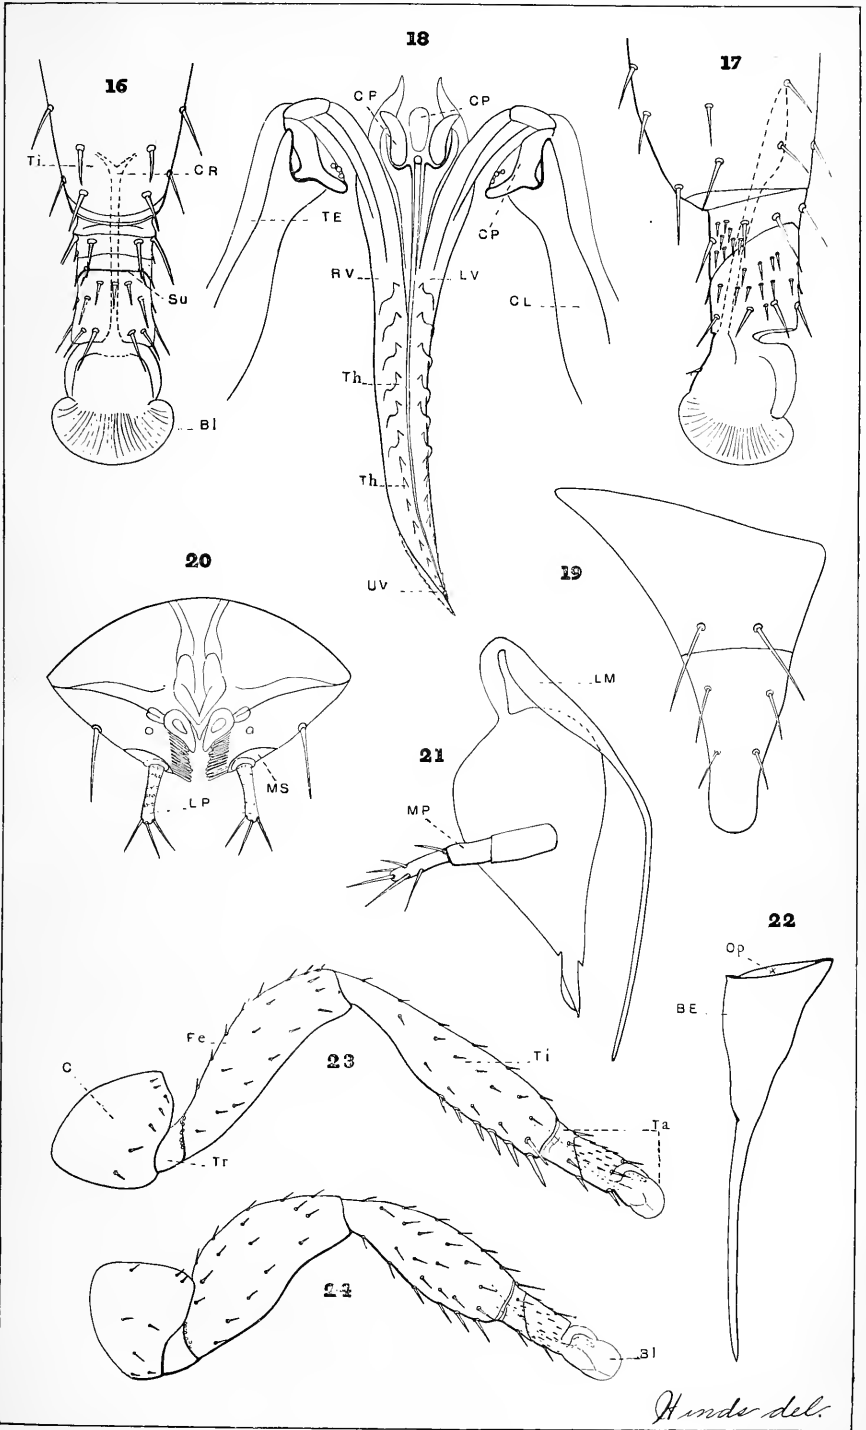 18
16
17
CP
CP
Ti
CR
TE
CP
RV
LV
CL
Su
Th
Bl
Th
19
20
UV
LM
21
MS
LP
MP
22
Op
BE
Fe
23
Ti
C
Ta
Tr
24
Bl
Hinds del.